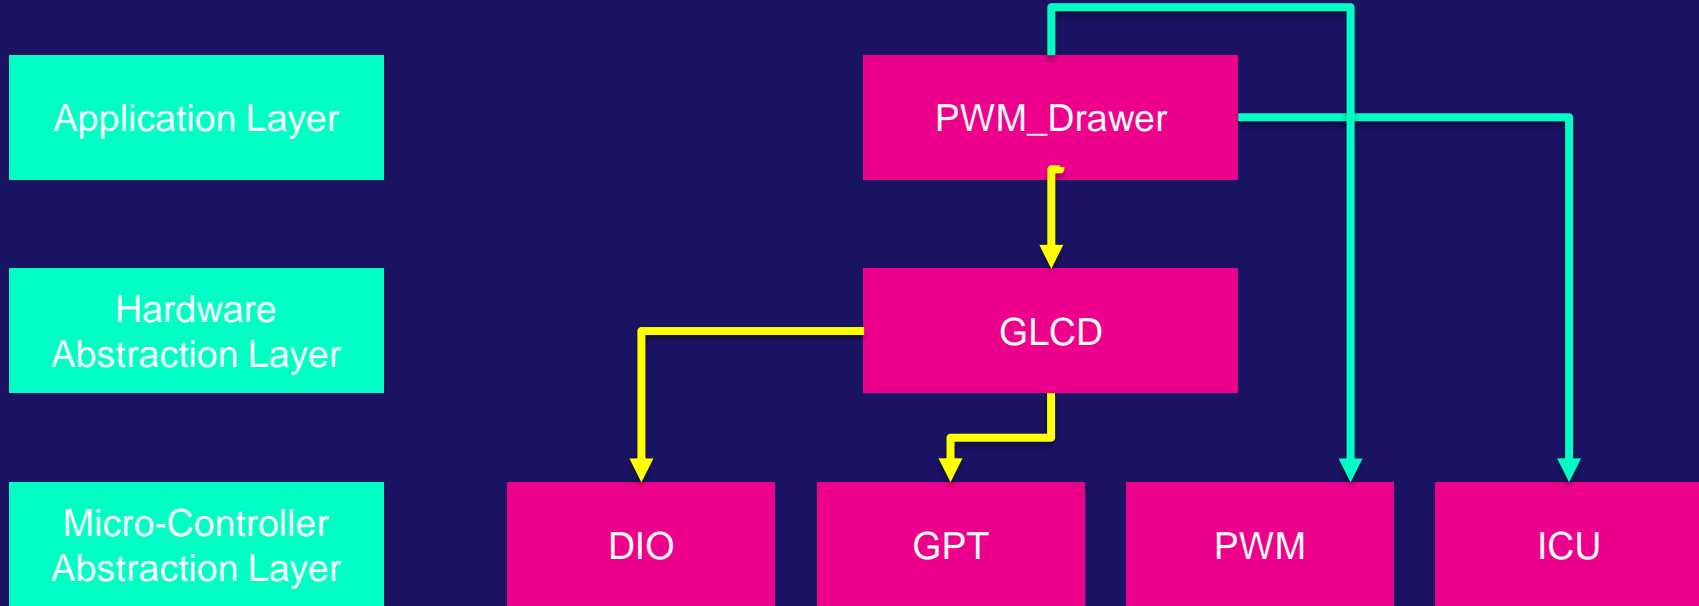 Application Layer
PWM_Drawer
Hardware
Abstraction Layer
GLCD
Micro-Controller
Abstraction Layer
DIO
GPT
PWM
ICU